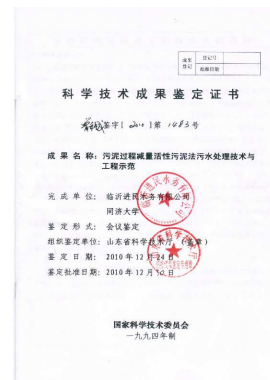 成果登记
登记号
批准日期
科学技术成果鉴定证书
鉴字[2010]第1483号
成果名称：污泥过程减量活性污泥法污水处理技术与
工程示范
完成单位：临沂进民水务有限公司
同济大学
鉴定形式：会议鉴定
组织鉴定单位：山东省科学技术厅（盖章）
鉴定日期：2010年12月24日
鉴定批准日期：2010年12月30日
国家科学技术委员会
一九九四年制